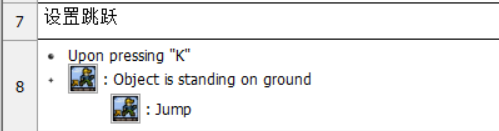 7 设置跳跃
8
• Upon pressing "K"
+ : Object is standing on ground
: Jump